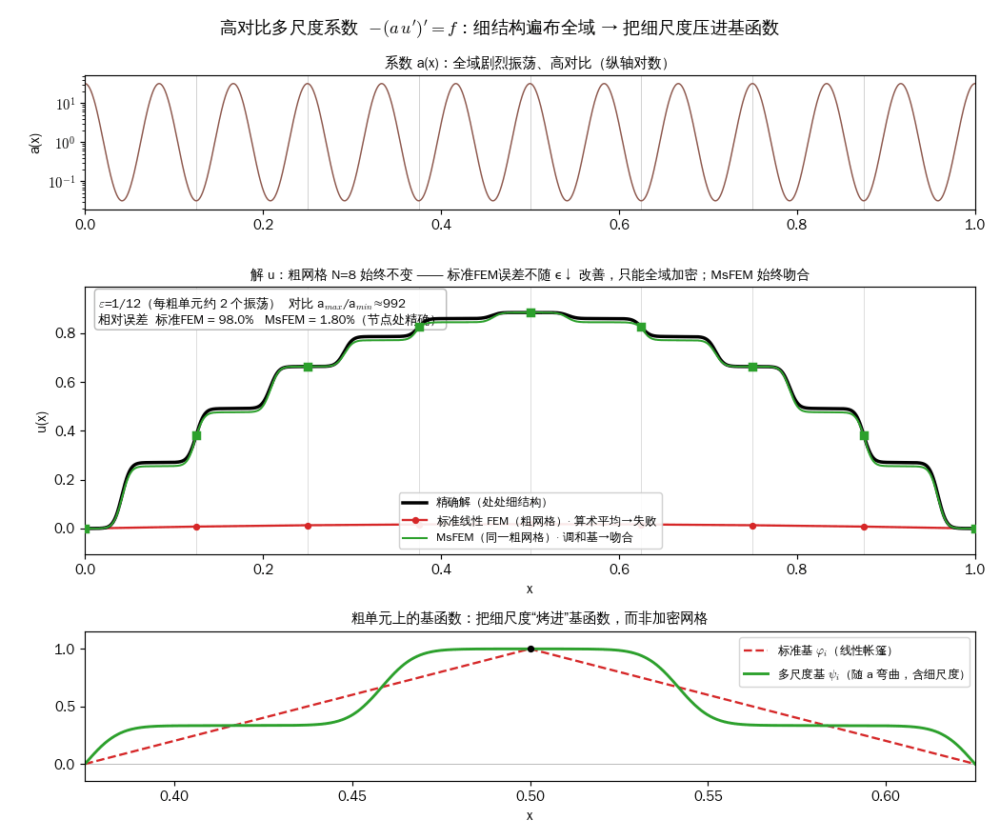 高对比多尺度系数 $-(a\,u')' = f$：细结构遍布全域 → 把细尺度压进基函数
系数 a(x)：全域剧烈振荡、高对比（纵轴对数）
a(x)
10¹
10⁰
10⁻¹
0.0 0.2 0.4 0.6 0.8 1.0
解 u：粗网格 N=8 始终不变 —— 标准FEM误差不随 ϵ↓ 改善，只能全域加密；MsFEM 始终吻合
ε=1/12（每粗单元约 2 个振荡） 对比 a_max/a_min≈992
相对误差 标准FEM = 98.0% MsFEM = 1.80%（节点处精确）
u(x)
0.8
0.6
0.4
0.2
0.0
精确解（处处细结构）
标准线性 FEM（粗网格）· 算术平均→失败
MsFEM（同一粗网格）· 调和基→吻合
0.0 0.2 0.4 0.6 0.8 1.0
x
粗单元上的基函数：把细尺度“烤进”基函数，而非加密网格
1.0
0.5
0.0
标准基 φᵢ（线性帐篷）
多尺度基 ψᵢ（随 a 弯曲，含细尺度）
0.40 0.45 0.50 0.55 0.60
x